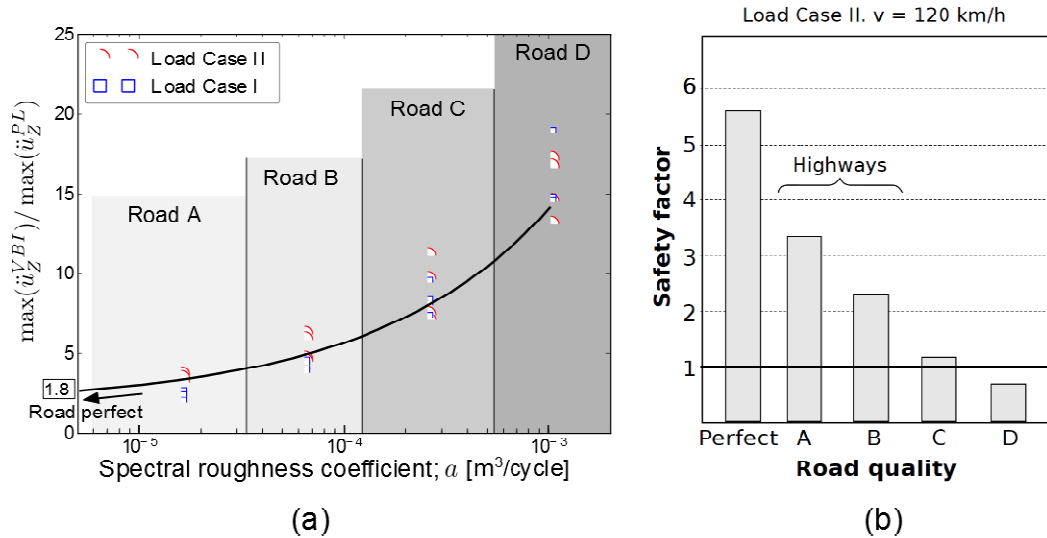 25
20
15
10
5
1.8
0
max(ü_Z^{VBI}) / max(ü_Z^{PL})
Load Case II
Load Case I
Road A
Road B
Road C
Road D
Road perfect
10^{-5}
10^{-4}
10^{-3}
Spectral roughness coefficient; a [m³/cycle]
(a)
Load Case II. v = 120 km/h
6
5
4
3
2
1
Safety factor
Highways
Perfect A B C D
Road quality
(b)